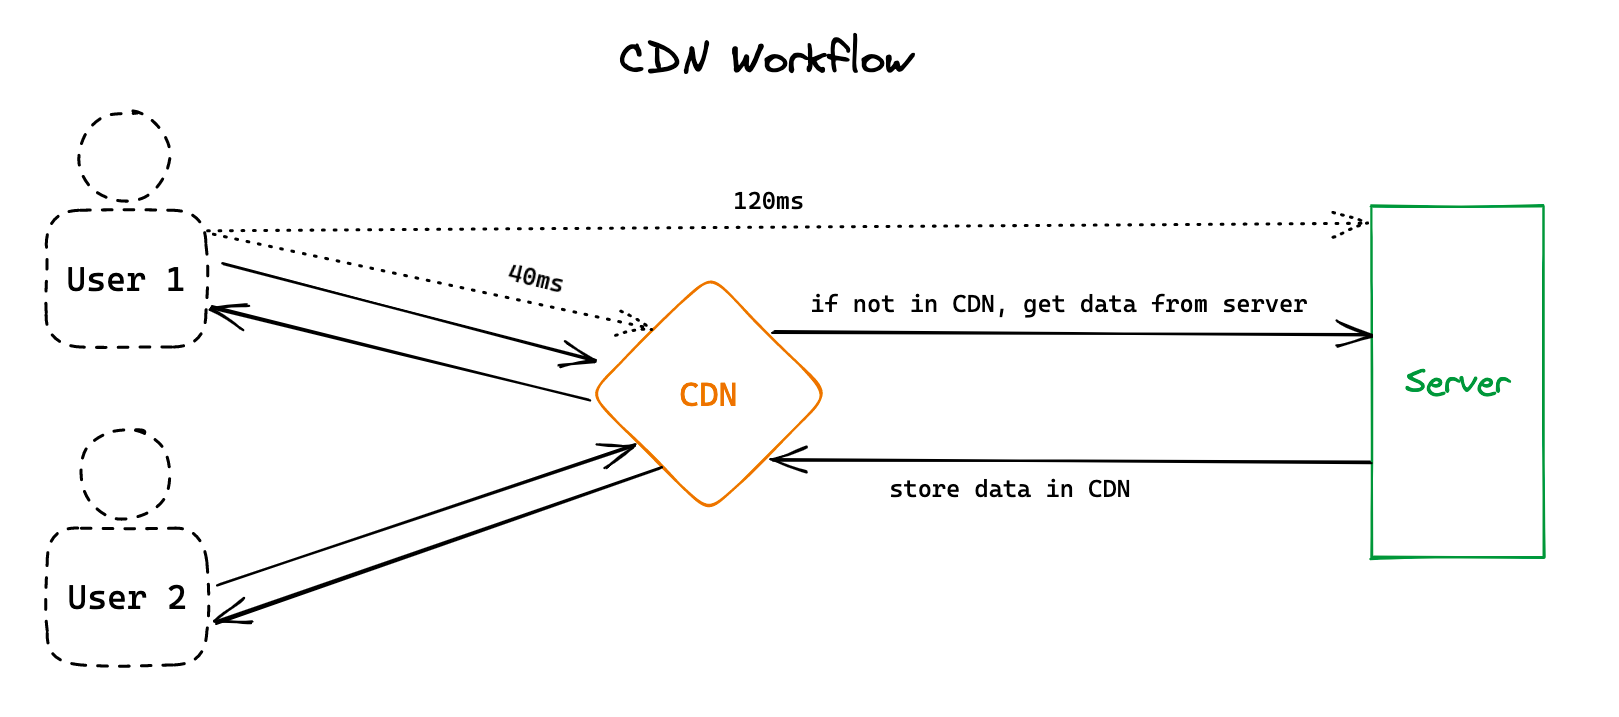 CDN Workflow
120ms
40ms
User 1
if not in CDN, get data from server
CDN
Server
store data in CDN
User 2